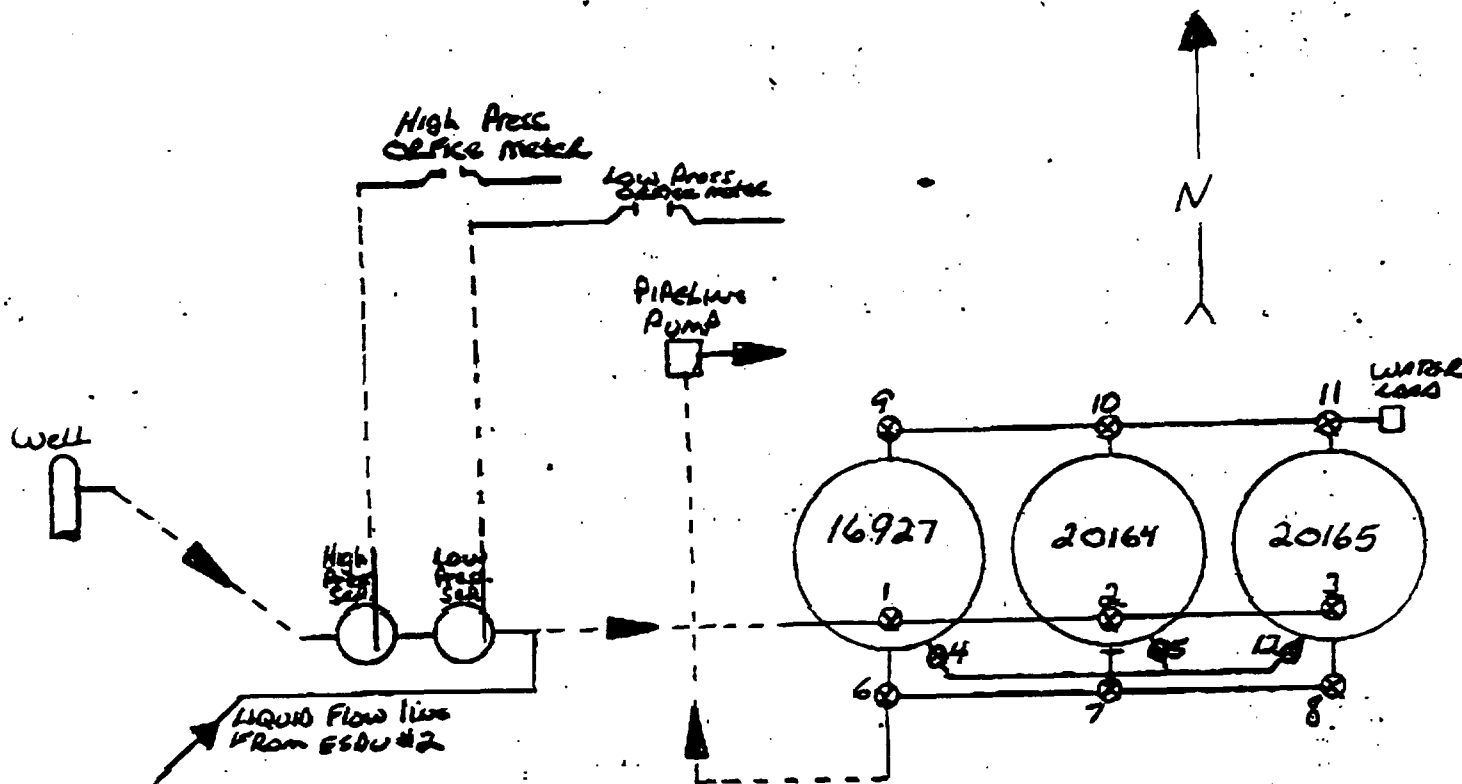 High Press
ORFICE Meter
Low Press
ORFICE meter
N
PIPELINE
PUMP
WATER
LOAD
9
10
11
Well
16927
20164
20165
High
Press
Sep.
Low
Press
Sep.
1
2
3
4
5
12
6
7
8
LIQUID FLOW line
FROM ESDU #2